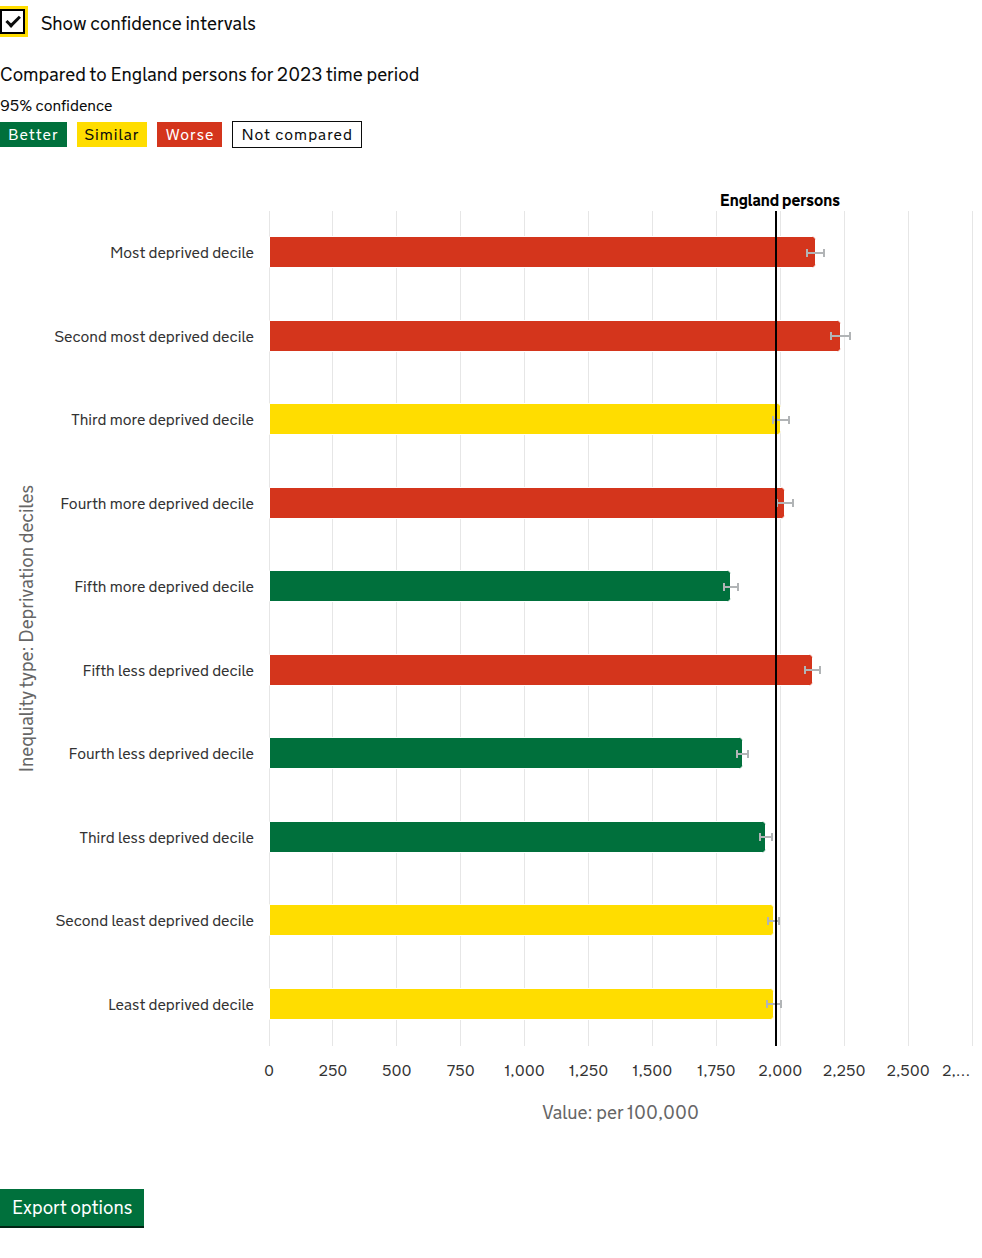 Show confidence intervals
Compared to England persons for 2023 time period
95% confidence
Better Similar Worse Not compared
England persons
Most deprived decile
Second most deprived decile
Third more deprived decile
Fourth more deprived decile
Fifth more deprived decile
Fifth less deprived decile
Fourth less deprived decile
Third less deprived decile
Second least deprived decile
Least deprived decile
Inequality type: Deprivation deciles
0 250 500 750 1,000 1,250 1,500 1,750 2,000 2,250 2,500 2,...
Value: per 100,000
Export options